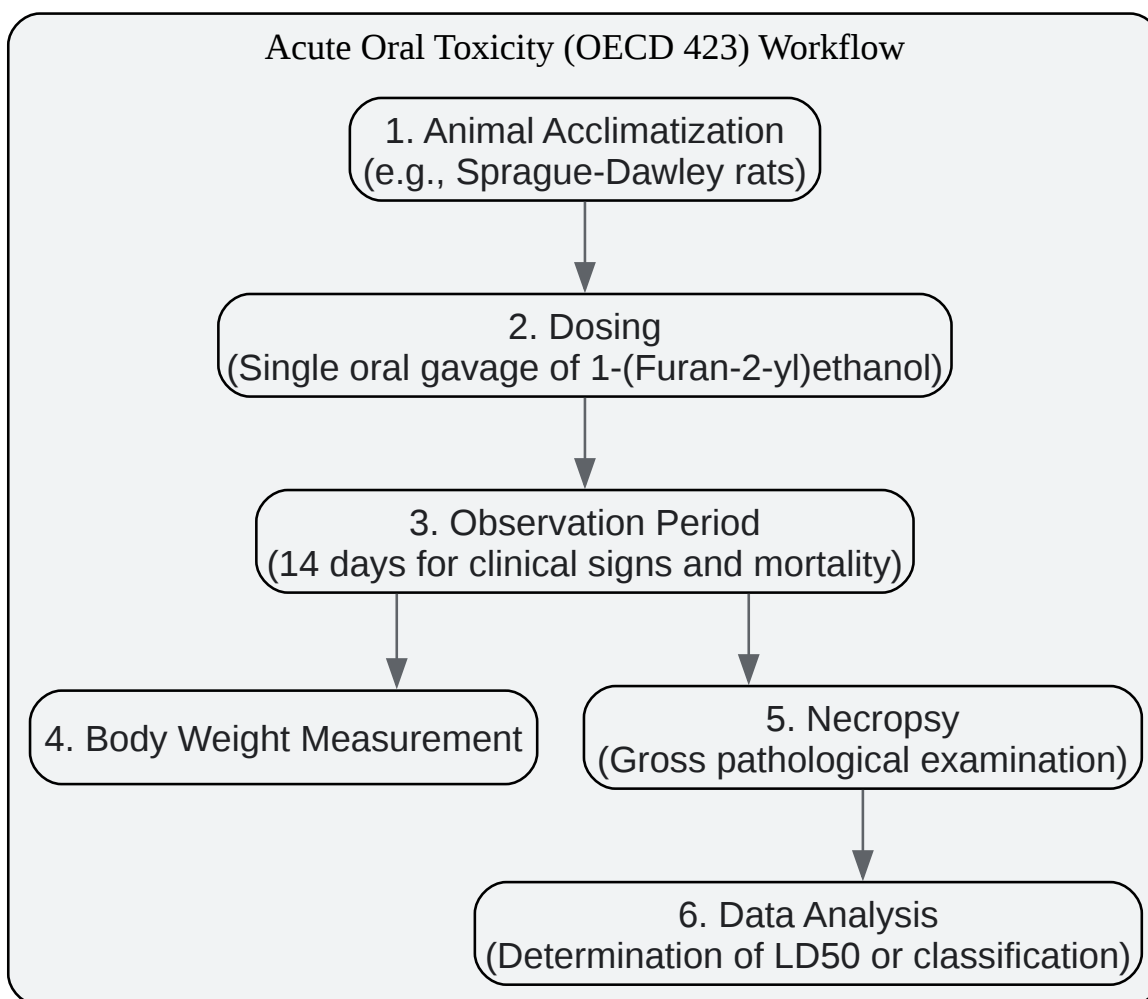 Acute Oral Toxicity (OECD 423) Workflow
1. Animal Acclimatization
(e.g., Sprague-Dawley rats)
2. Dosing
(Single oral gavage of 1-(Furan-2-yl)ethanol)
3. Observation Period
(14 days for clinical signs and mortality)
4. Body Weight Measurement
5. Necropsy
(Gross pathological examination)
6. Data Analysis
(Determination of LD50 or classification)